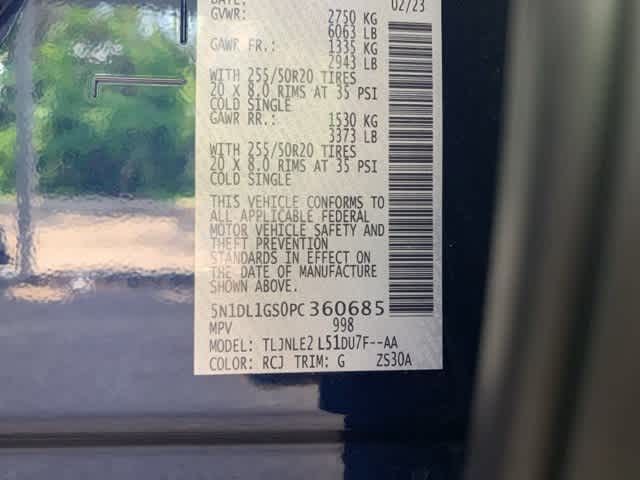 DATE: 02/23
GVWR: 2750 KG
6063 LB
GAWR FR.: 1335 KG
2943 LB
WITH 255/50R20 TIRES
20 X 8.0 RIMS AT 35 PSI
COLD SINGLE
GAWR RR.: 1530 KG
3373 LB
WITH 255/50R20 TIRES
20 X 8.0 RIMS AT 35 PSI
COLD SINGLE
THIS VEHICLE CONFORMS TO
ALL APPLICABLE FEDERAL
MOTOR VEHICLE SAFETY AND
THEFT PREVENTION
STANDARDS IN EFFECT ON
THE DATE OF MANUFACTURE
SHOWN ABOVE.
5N1DL1GS0PC360685
MPV 998
MODEL: TLJNLE2 L51DU7F--AA
COLOR: RCJ TRIM: G ZS30A